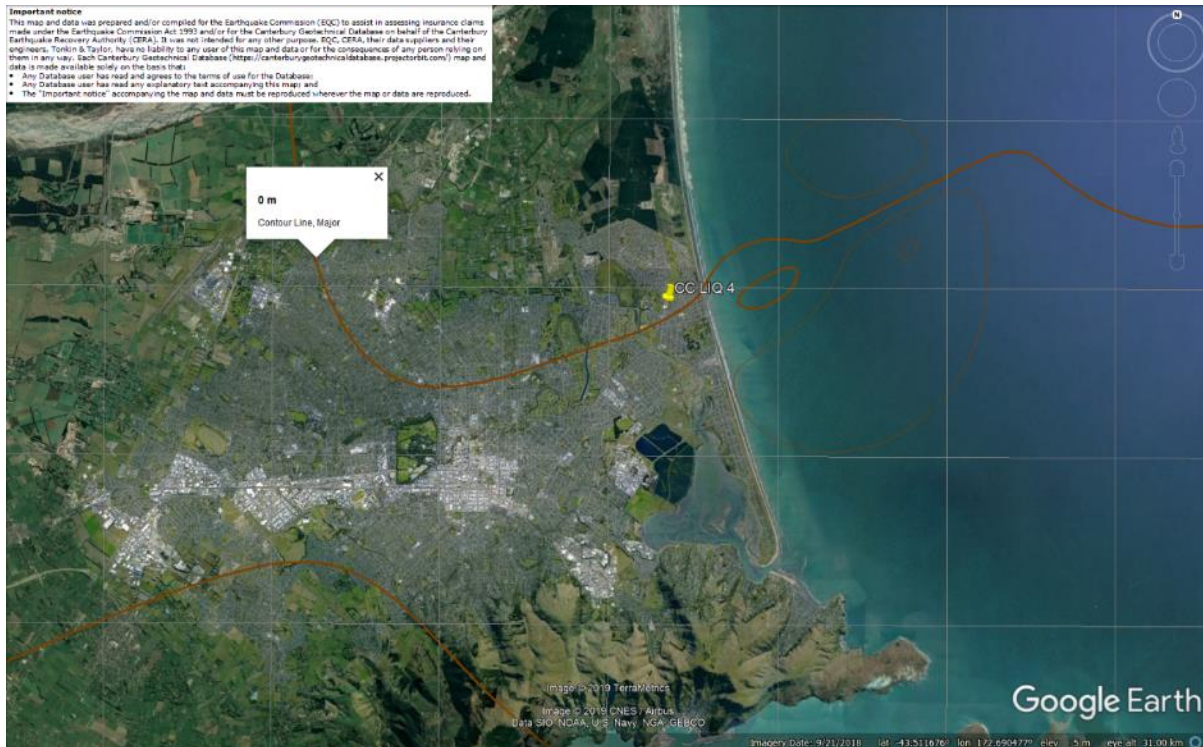 Important notice
This map and data was prepared and/or compiled for the Earthquake Commission (EQC) to assist in assessing insurance claims
made under the Earthquake Commission Act 1993 and/or for the Canterbury Geotechnical Database on behalf of the Canterbury
Earthquake Recovery Authority (CERA). It was not intended for any other purpose. EQC, CERA, their data suppliers and their
engineers, Tonkin & Taylor, have no liability to any user of this map and data or for the consequences of any person relying on
them in any way. Each Canterbury Geotechnical Database (https://canterburygeotechnicaldatabase.projectorbit.com/) map and
data is made available solely on the basis that:
• Any Database user has read and agrees to the terms of use for the Database;
• Any Database user has read any explanatory text accompanying this map; and
• The "Important notice" accompanying the map and data must be reproduced wherever the map or data are reproduced.
N
0 m
Contour Line, Major
CC LIQ 4
Image © 2019 TerraMetrics
Image © 2019 CNES / Airbus
Data SIO, NOAA, U.S. Navy, NGA, GEBCO
Google Earth
Imagery Date: 9/21/2018 lat -43.511676° lon 172.690477° elev 5 m eye alt 31.00 km